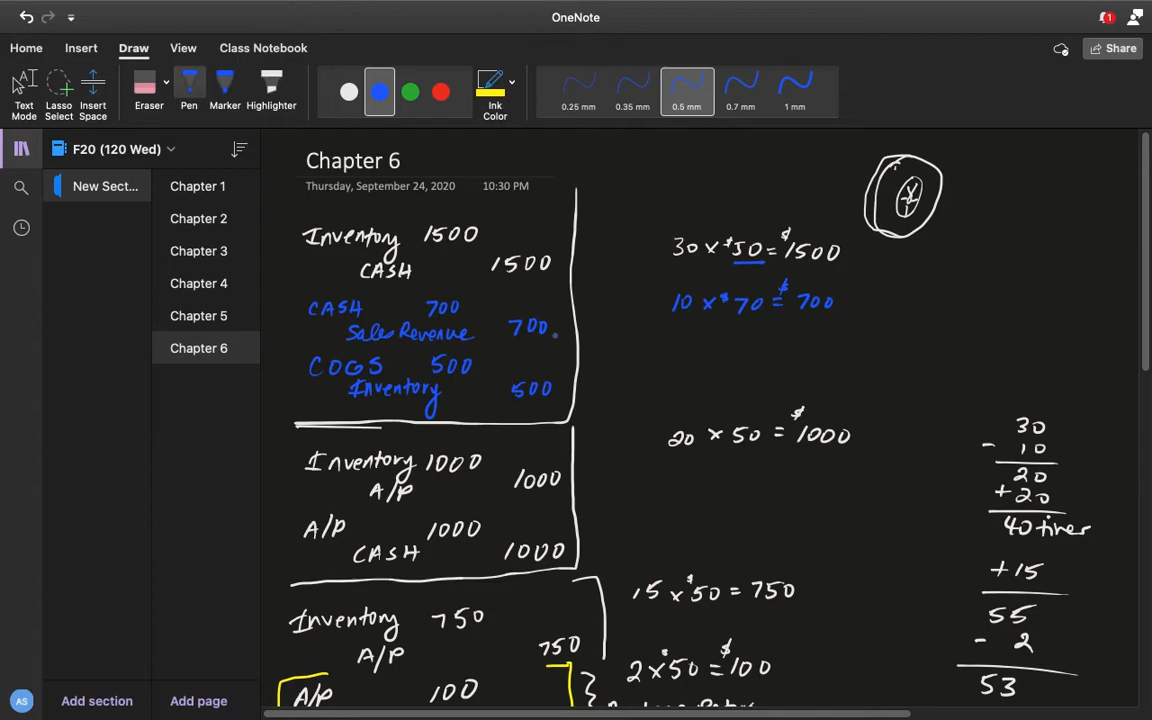 OneNote
1
Home Insert Draw View Class Notebook
Share
Text Mode
Lasso Select
Insert Space
Eraser
Pen
Marker
Highlighter
Ink Color
0.25 mm
0.35 mm
0.5 mm
0.7 mm
1 mm
F20 (120 Wed)
New Sect...
Chapter 1
Chapter 2
Chapter 3
Chapter 4
Chapter 5
Chapter 6
AS
Add section
Add page
Chapter 6
Thursday, September 24, 2020 10:30 PM
Inventory 1500
CASH 1500
CASH 700
Sales Revenue 700
COGS 500
Inventory 500
Inventory 1000
A/P 1000
A/P 1000
CASH 1000
Inventory 750
A/P 750
A/P 100
30 x $50 = $1500
10 x $70 = $700
20 x 50 = $1000
15 x $50 = 750
2 x $50 = $100
30
- 10
20
+ 20
40 tires
+ 15
55
- 2
53